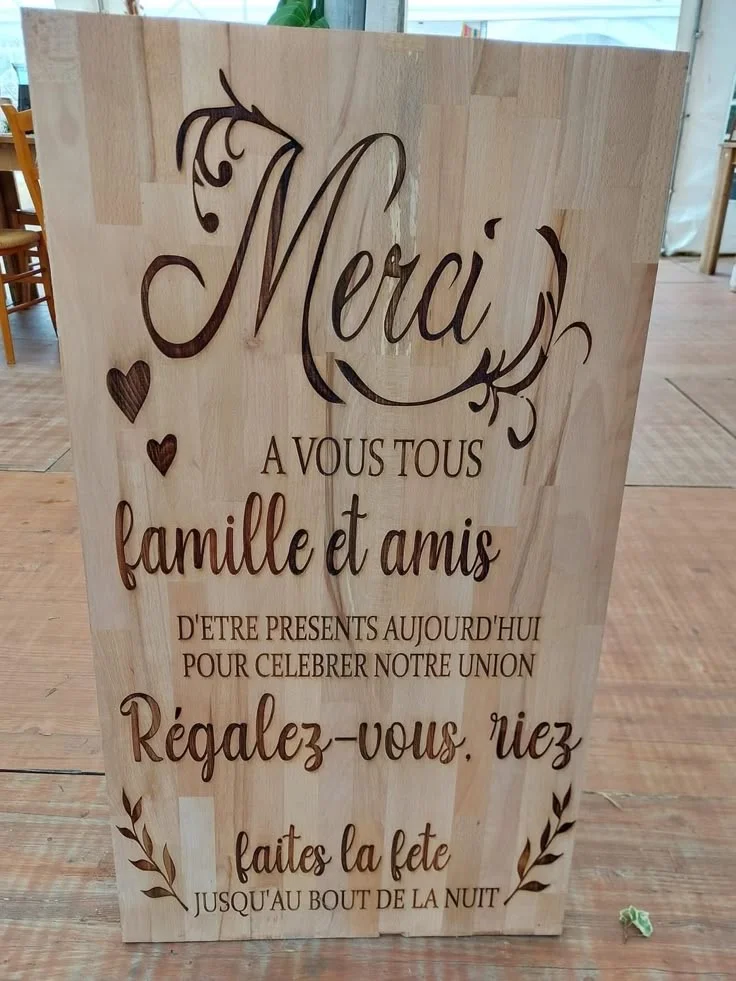 Merci
A VOUS TOUS
famille et amis
D'ETRE PRESENTS AUJOURD'HUI
POUR CELEBRER NOTRE UNION
Régalez-vous. riez
faites la fete
JUSQU'AU BOUT DE LA NUIT